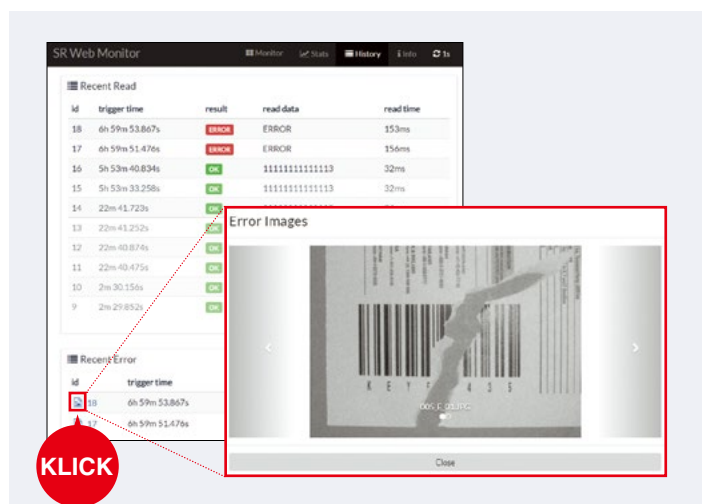 SR Web Monitor Monitor Stats History Info 1s
Recent Read
id trigger time result read data read time
18 6h 59m 53.867s ERROR ERROR 153ms
17 6h 59m 51.476s ERROR ERROR 156ms
16 5h 53m 40.834s OK 11111111111113 32ms
15 5h 53m 33.258s OK 11111111111113 32ms
14 22m 41.723s OK
13 22m 41.252s OK
12 22m 40.874s OK
11 22m 40.475s OK
10 2m 30.156s OK
9 2m 29.852s OK
Recent Error
id trigger time
18 6h 59m 53.867s
17 6h 59m 51.476s
KLICK
Error Images
K E Y 4 3 6
Close